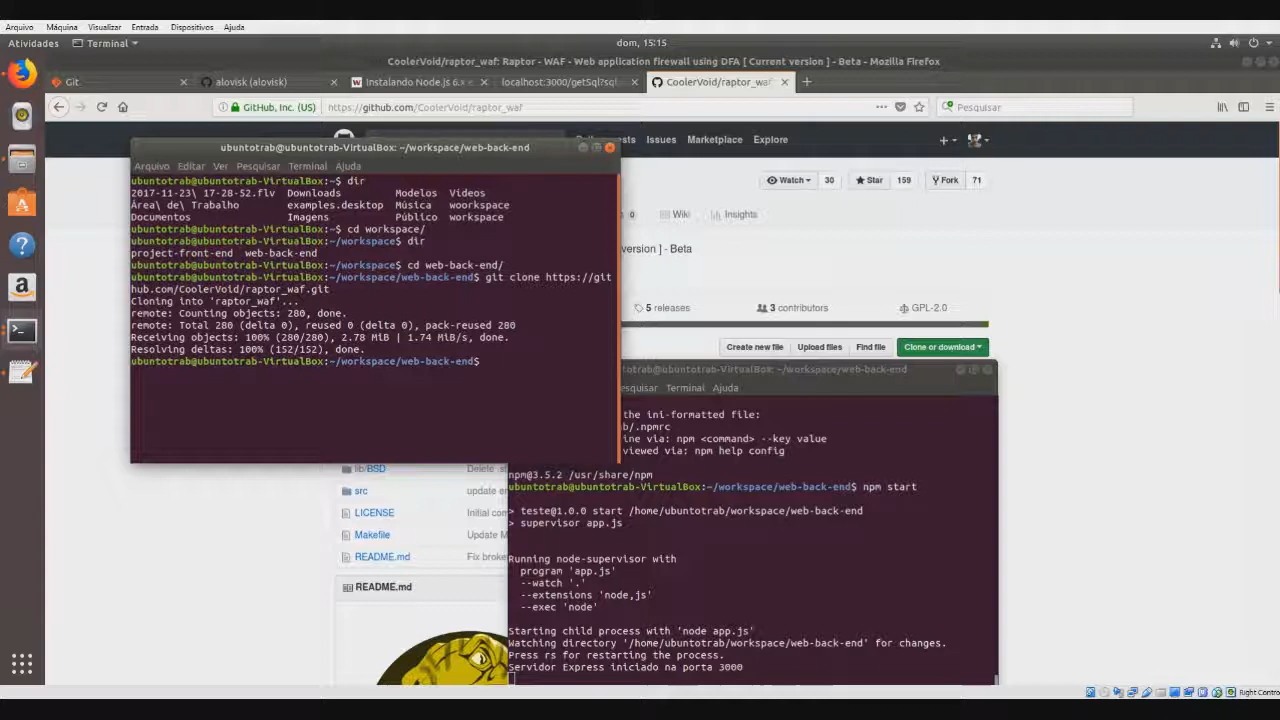 Arquivo Máquina Visualizar Entrada Dispositivos Ajuda
Atividades Terminal dom, 15:15
CoolerVoid/raptor_waf: Raptor - WAF - Web application firewall using DFA [ Current version ] - Beta - Mozilla Firefox
Git alovisk (alovisk) Instalando Node.js 6.x e localhost:3000/getSql?sql CoolerVoid/raptor_waf
GitHub, Inc. (US) https://github.com/CoolerVoid/raptor_waf Pesquisar
Issues Marketplace Explore
Watch 30 Star 159 Fork 71
0 Wiki Insights
version ] - Beta
5 releases 3 contributors GPL-2.0
Create new file Upload files Find file Clone or download
ubuntotrab@ubuntotrab-VirtualBox: ~/workspace/web-back-end
Arquivo Editar Ver Pesquisar Terminal Ajuda
ubuntotrab@ubuntotrab-VirtualBox:~$ dir
2017-11-23\ 17-28-52.flv Downloads Modelos Vídeos
Área\ de\ Trabalho examples.desktop Música woorkspace
Documentos Imagens Público workspace
ubuntotrab@ubuntotrab-VirtualBox:~$ cd workspace/
ubuntotrab@ubuntotrab-VirtualBox:~/workspace$ dir
project-front-end web-back-end
ubuntotrab@ubuntotrab-VirtualBox:~/workspace$ cd web-back-end/
ubuntotrab@ubuntotrab-VirtualBox:~/workspace/web-back-end$ git clone https://git
hub.com/CoolerVoid/raptor_waf.git
Cloning into 'raptor_waf'...
remote: Counting objects: 280, done.
remote: Total 280 (delta 0), reused 0 (delta 0), pack-reused 280
Receiving objects: 100% (280/280), 2.78 MiB | 1.74 MiB/s, done.
Resolving deltas: 100% (152/152), done.
ubuntotrab@ubuntotrab-VirtualBox:~/workspace/web-back-end$
lib/BSD Delete
src update
LICENSE Initial
Makefile Update
README.md Fix
README.md
ubuntotrab@ubuntotrab-VirtualBox: ~/workspace/web-back-end
esquisar Terminal Ajuda
the ini-formatted file:
b/.npmrc
ine via: npm <command> --key value
viewed via: npm help config
npm@3.5.2 /usr/share/npm
ubuntotrab@ubuntotrab-VirtualBox:~/workspace/web-back-end$ npm start
> teste@1.0.0 start /home/ubuntotrab/workspace/web-back-end
> supervisor app.js
Running node-supervisor with
program 'app.js'
--watch '.'
--extensions 'node,js'
--exec 'node'
Starting child process with 'node app.js'
Watching directory '/home/ubuntotrab/workspace/web-back-end' for changes.
Press rs for restarting the process.
Servidor Express iniciado na porta 3000
Right Contro